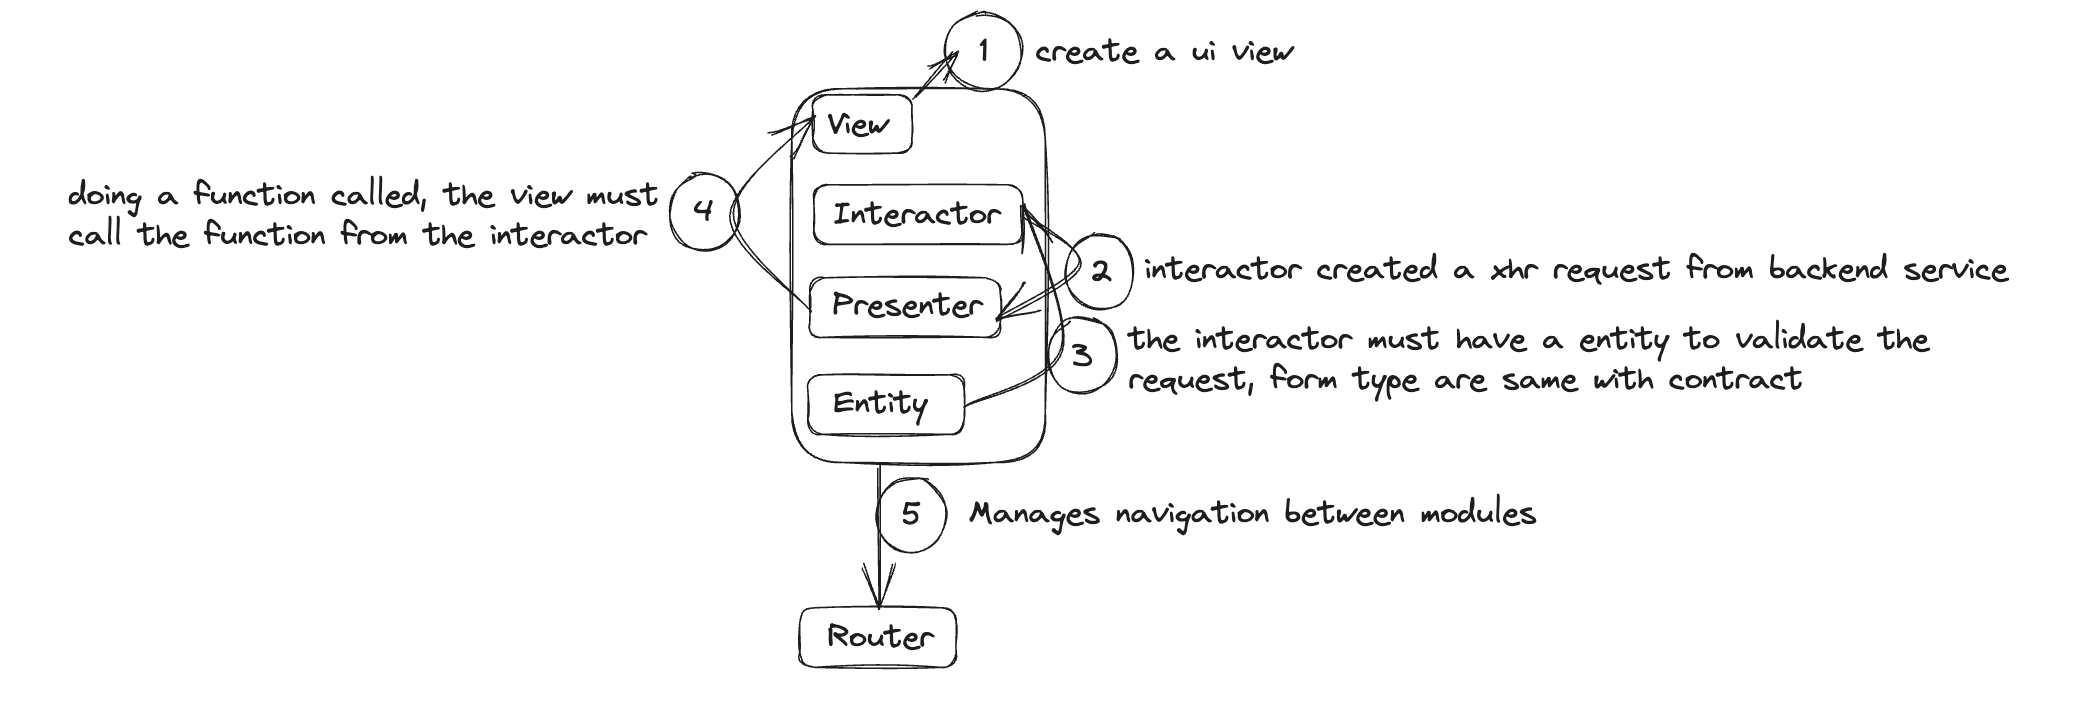 1
create a ui view
View
doing a function called, the view must
call the function from the interactor
4
Interactor
2
interactor created a xhr request from backend service
Presenter
3
the interactor must have a entity to validate the
request, form type are same with contract
Entity
5
Manages navigation between modules
Router